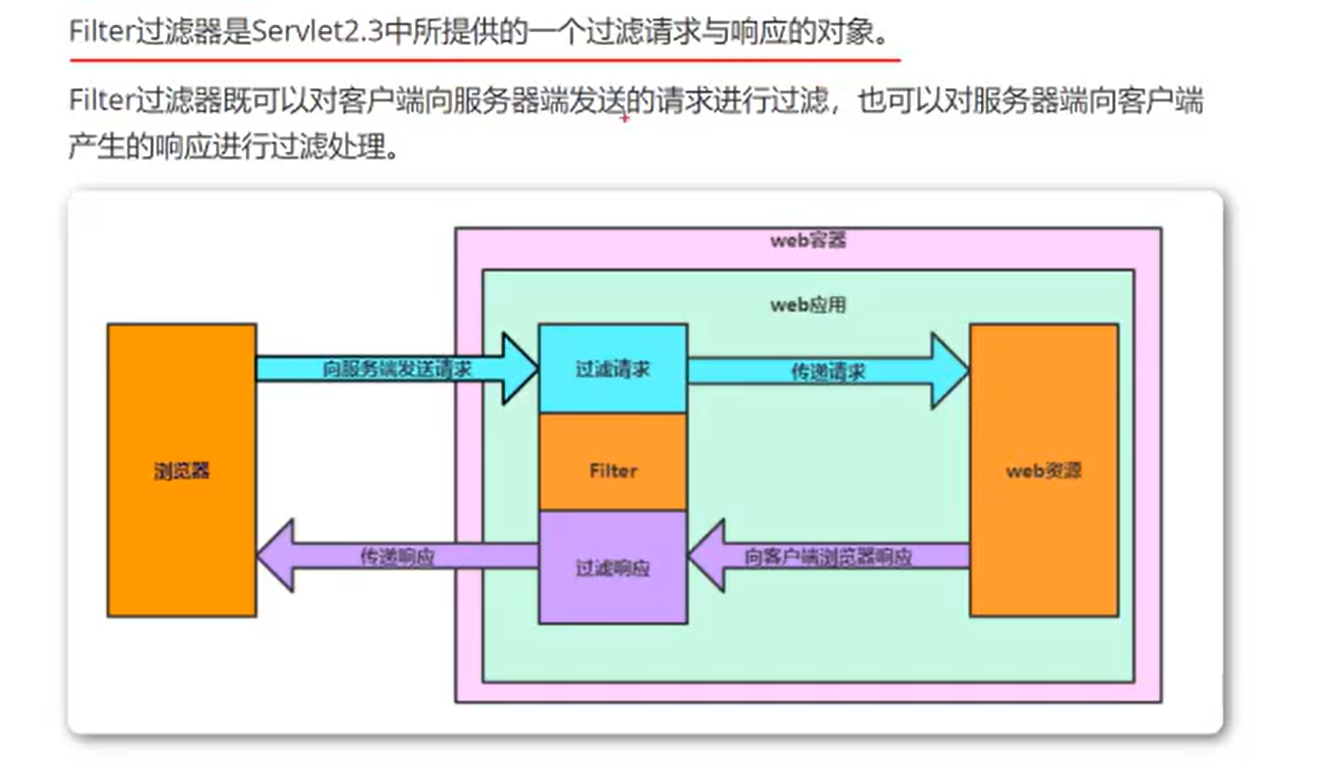 Filter过滤器是Servlet2.3中所提供的一个过滤请求与响应的对象。
Filter过滤器既可以对客户端向服务器端发送的请求进行过滤，也可以对服务器端向客户端
产生的响应进行过滤处理。
web容器
web应用
向服务端发送请求
过滤请求
传递请求
浏览器
Filter
web资源
传递响应
过滤响应
向客户端浏览器响应